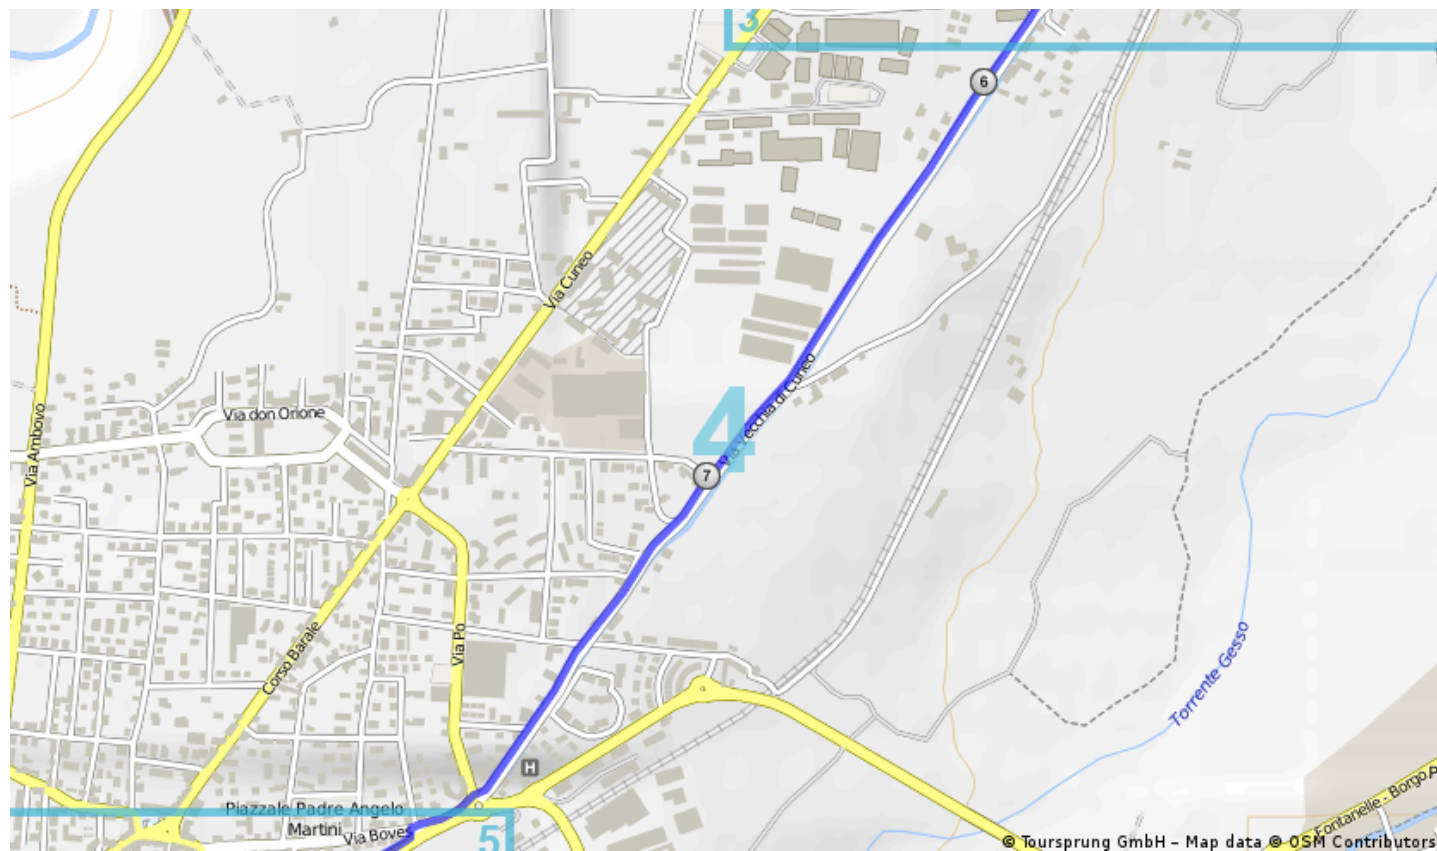 3
6
Via Cuneo
Via Vecchia di Cuneo
4
Via don Orione
Via Ambovo
7
Corso Barale
Via Po
Torrente Gesso
H
Piazzale Padre Angelo
Martini
Via Boves
5
Fontanelle - Borgo
© Toursprung GmbH – Map data © OSM Contributors